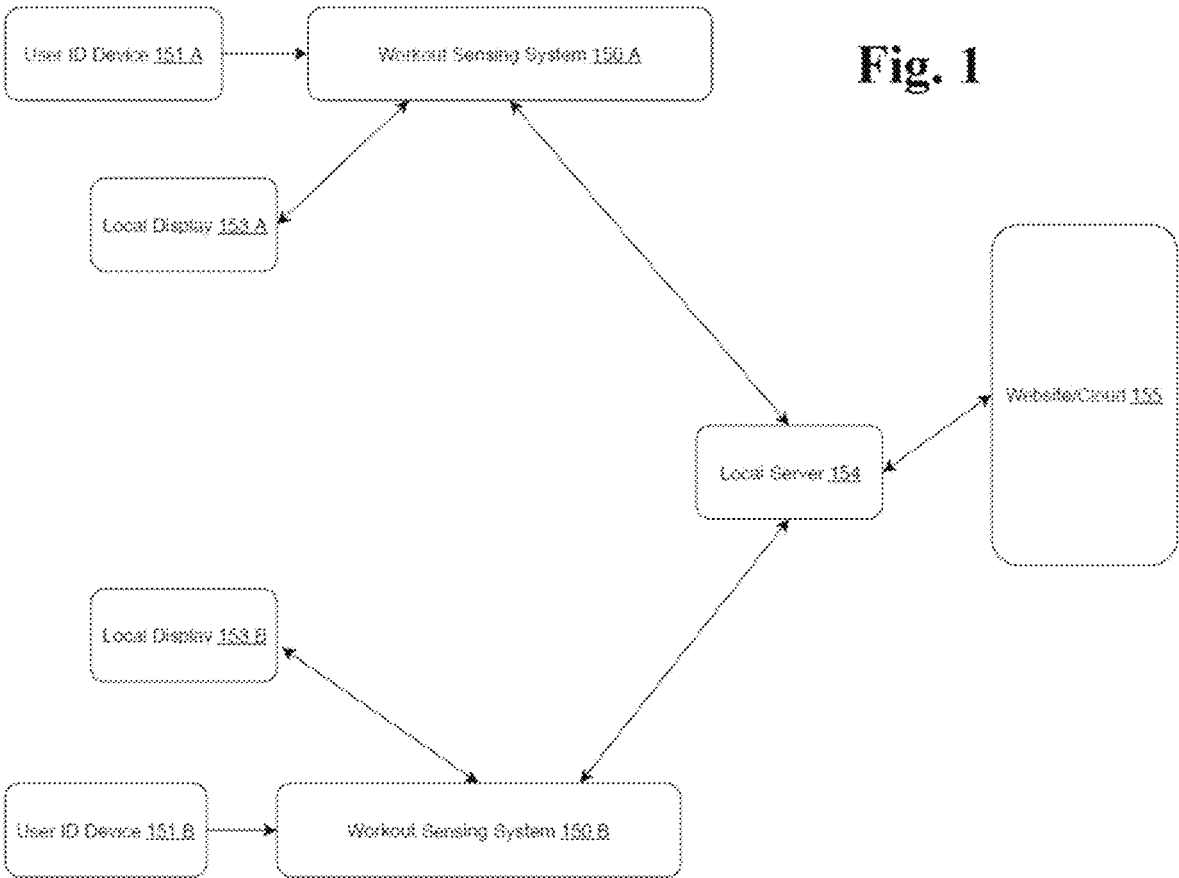 User ID Device 151 A
Workout Sensing System 150 A
Fig. 1
Local Display 153 A
Website/Cloud 155
Local Server 154
Local Display 153 B
User ID Device 151 B
Workout Sensing System 150 B